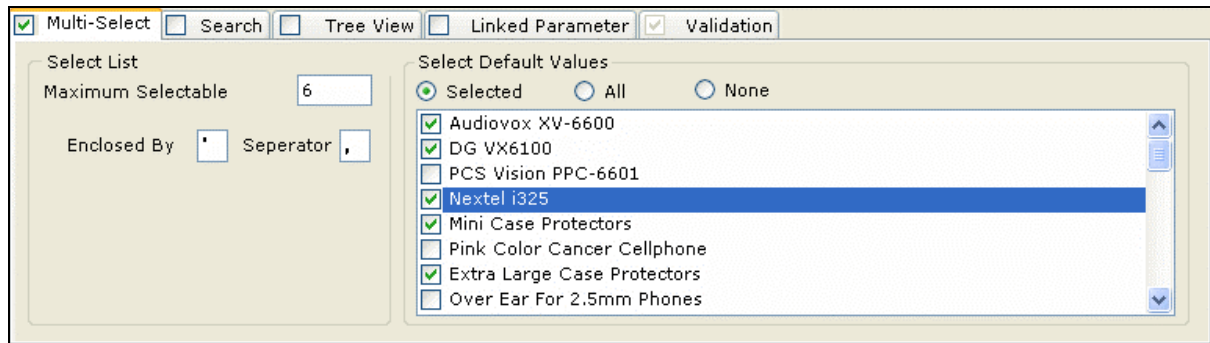 Multi-Select Search Tree View Linked Parameter Validation
Select List
Maximum Selectable 6
Enclosed By ' Seperator ,
Select Default Values
Selected All None
Audiovox XV-6600
DG VX6100
PCS Vision PPC-6601
Nextel i325
Mini Case Protectors
Pink Color Cancer Cellphone
Extra Large Case Protectors
Over Ear For 2.5mm Phones